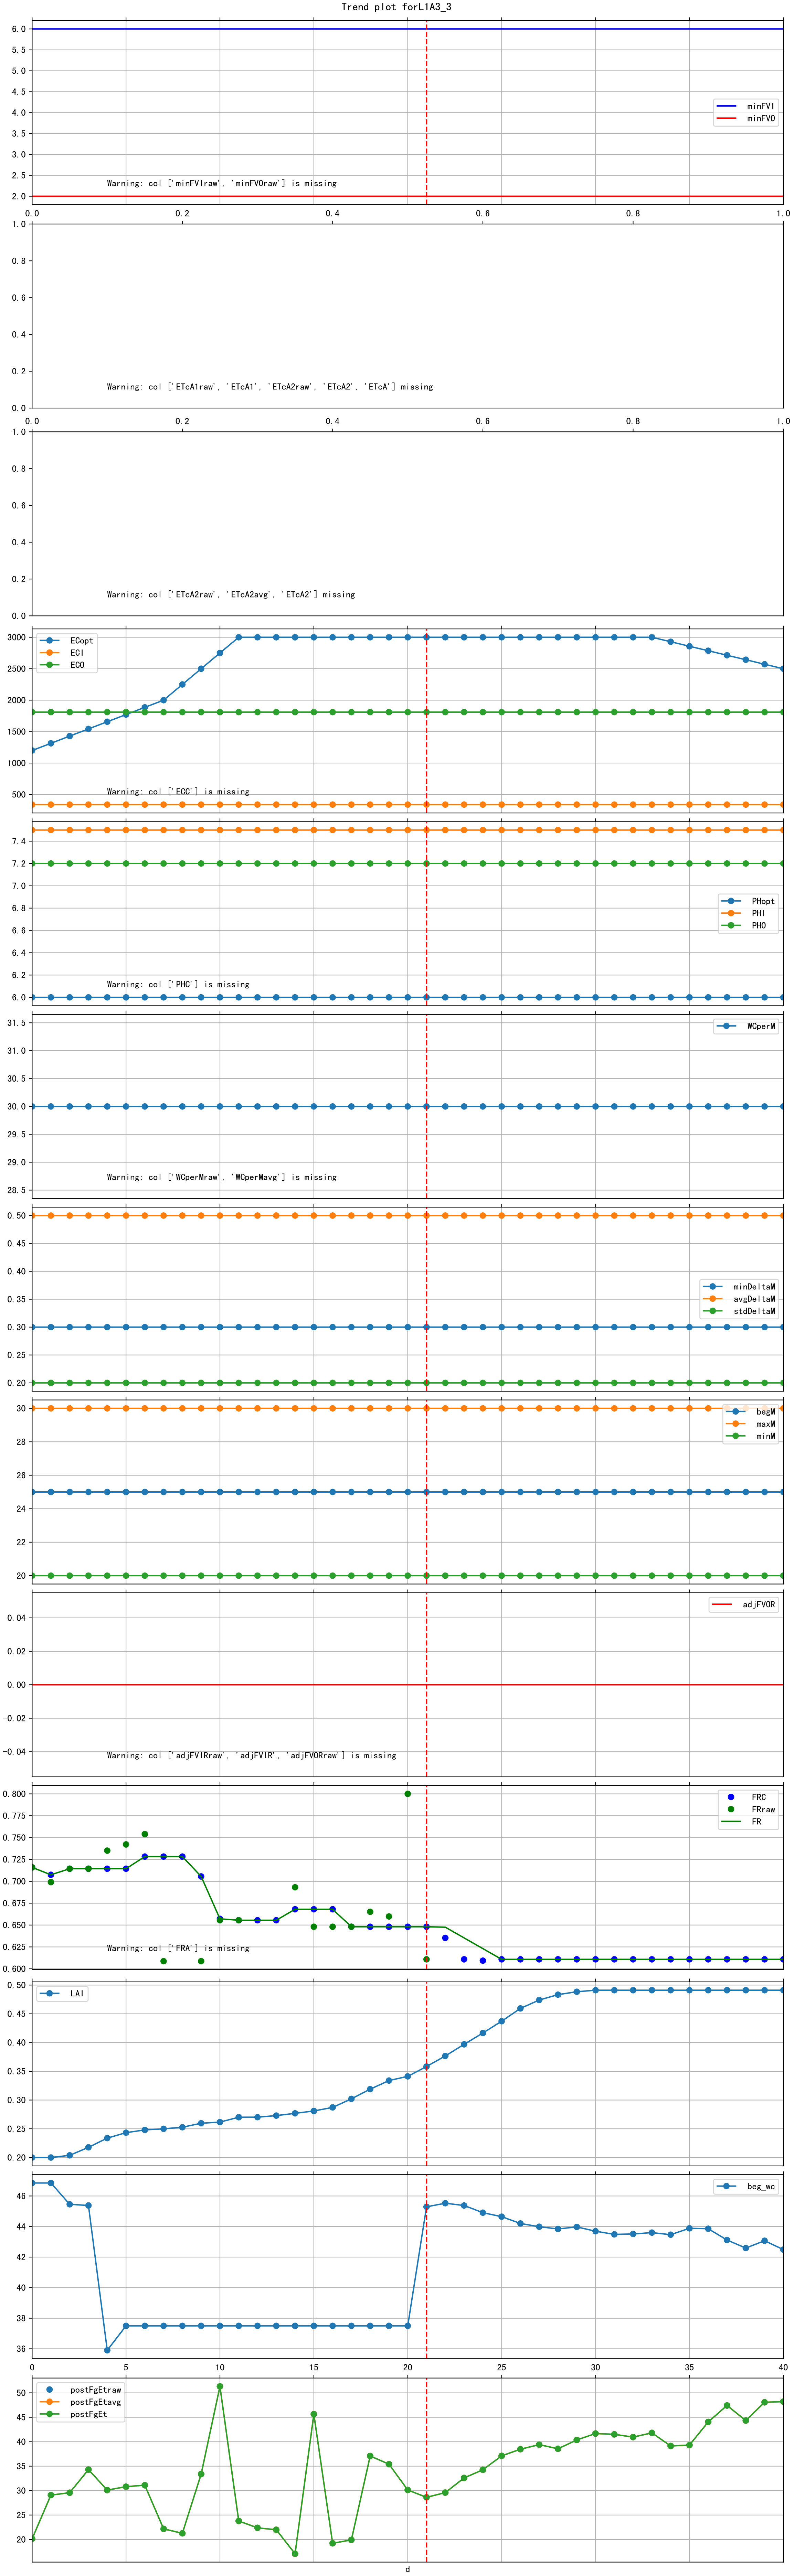 Trend plot forL1A3_3
6.0
5.5
5.0
4.5
4.0
3.5
3.0
2.5
2.0
minFVI
minFVO
Warning: col ['minFVIraw', 'minFVOraw'] is missing
0.0 0.2 0.4 0.6 0.8 1.0
1.0
0.8
0.6
0.4
0.2
0.0
Warning: col ['ETcA1raw', 'ETcA1', 'ETcA2raw', 'ETcA2', 'ETcA'] missing
0.0 0.2 0.4 0.6 0.8 1.0
1.0
0.8
0.6
0.4
0.2
0.0
Warning: col ['ETcA2raw', 'ETcA2avg', 'ETcA2'] missing
3000
2500
2000
1500
1000
500
ECopt
ECI
ECO
Warning: col ['ECC'] is missing
7.4
7.2
7.0
6.8
6.6
6.4
6.2
6.0
PHopt
PHI
PHO
Warning: col ['PHC'] is missing
31.5
31.0
30.5
30.0
29.5
29.0
28.5
WCperM
Warning: col ['WCperMraw', 'WCperMavg'] is missing
0.50
0.45
0.40
0.35
0.30
0.25
0.20
minDeltaM
avgDeltaM
stdDeltaM
30
28
26
24
22
20
begM
maxM
minM
0.04
0.02
0.00
−0.02
−0.04
adjFVOR
Warning: col ['adjFVIRraw', 'adjFVIR', 'adjFVORraw'] is missing
0.800
0.775
0.750
0.725
0.700
0.675
0.650
0.625
0.600
FRC
FRraw
FR
Warning: col ['FRA'] is missing
0.50
0.45
0.40
0.35
0.30
0.25
0.20
LAI
46
44
42
40
38
36
beg_wc
0 5 10 15 20 25 30 35 40
50
45
40
35
30
25
20
postFgEtraw
postFgEtavg
postFgEt
d